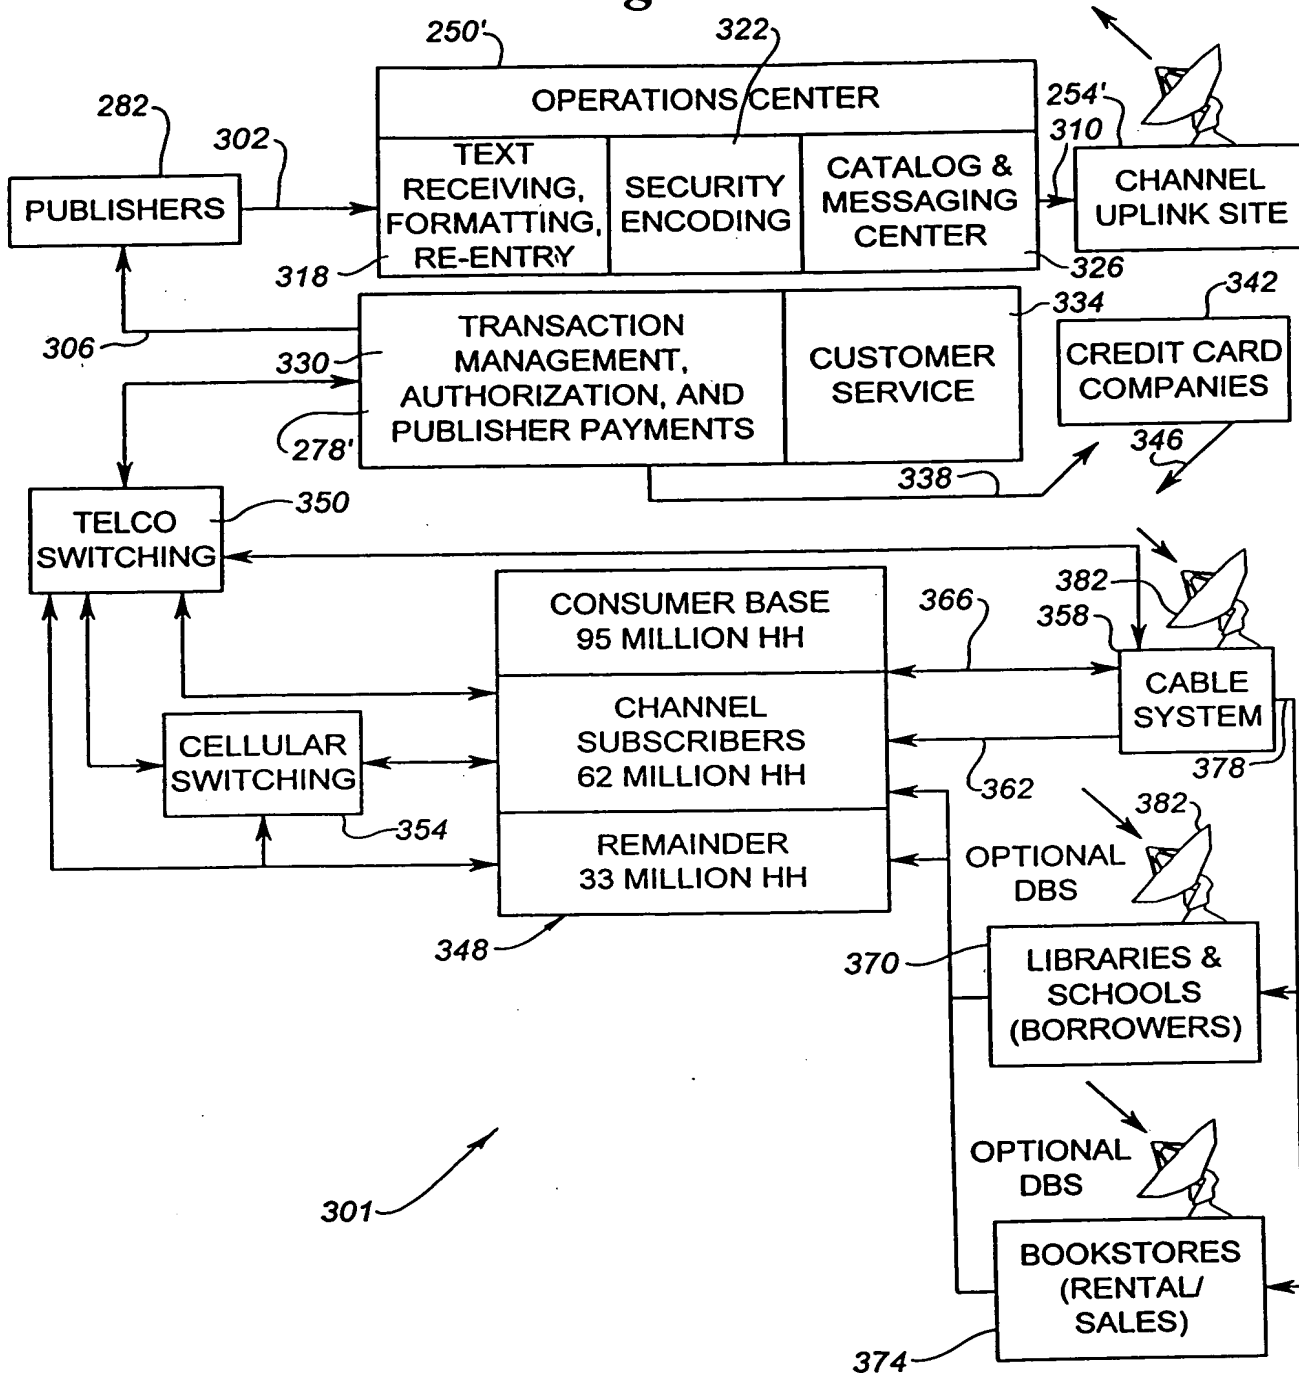 g
250'
322
OPERATIONS CENTER
254'
310
282
302
PUBLISHERS
TEXT
RECEIVING,
FORMATTING,
RE-ENTRY
SECURITY
ENCODING
CATALOG &
MESSAGING
CENTER
CHANNEL
UPLINK SITE
318
326
306
330
TRANSACTION
MANAGEMENT,
AUTHORIZATION, AND
PUBLISHER PAYMENTS
278'
CUSTOMER
SERVICE
334
342
CREDIT CARD
COMPANIES
346
338
350
TELCO
SWITCHING
CONSUMER BASE
95 MILLION HH
366
382
358
CABLE
SYSTEM
CHANNEL
SUBSCRIBERS
62 MILLION HH
CELLULAR
SWITCHING
362
378
354
REMAINDER
33 MILLION HH
382
OPTIONAL
DBS
348
370
LIBRARIES &
SCHOOLS
(BORROWERS)
301
OPTIONAL
DBS
BOOKSTORES
(RENTAL/
SALES)
374